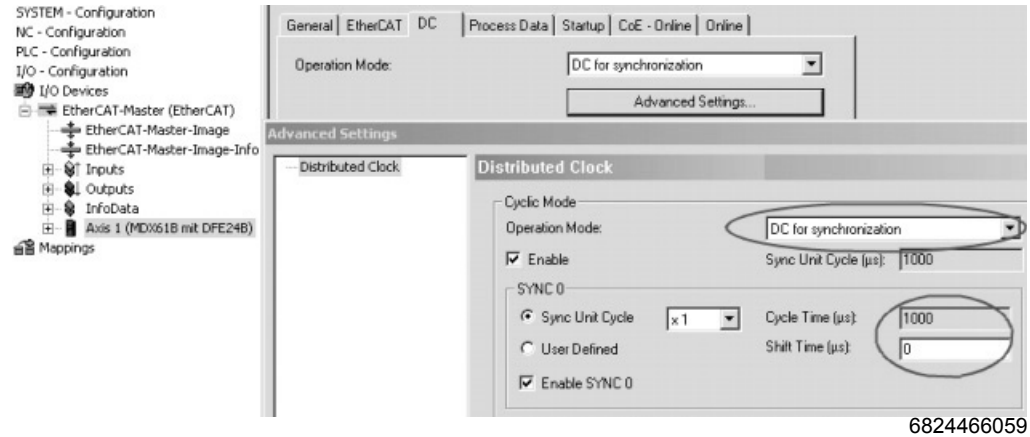 SYSTEM - Configuration
NC - Configuration
PLC - Configuration
I/O - Configuration
I/O Devices
EtherCAT-Master (EtherCAT)
EtherCAT-Master-Image
EtherCAT-Master-Image-Info
Inputs
Outputs
InfoData
Axis 1 (MDX61B mit DFE24B)
Mappings
General EtherCAT DC Process Data Startup CoE - Online Online
Operation Mode: DC for synchronization
Advanced Settings...
Advanced Settings
Distributed Clock
Distributed Clock
Cyclic Mode
Operation Mode: DC for synchronization
Enable Sync Unit Cycle (µs): 1000
SYNC 0
Sync Unit Cycle x 1 Cycle Time (µs): 1000
User Defined Shift Time (µs): 0
Enable SYNC 0
6824466059